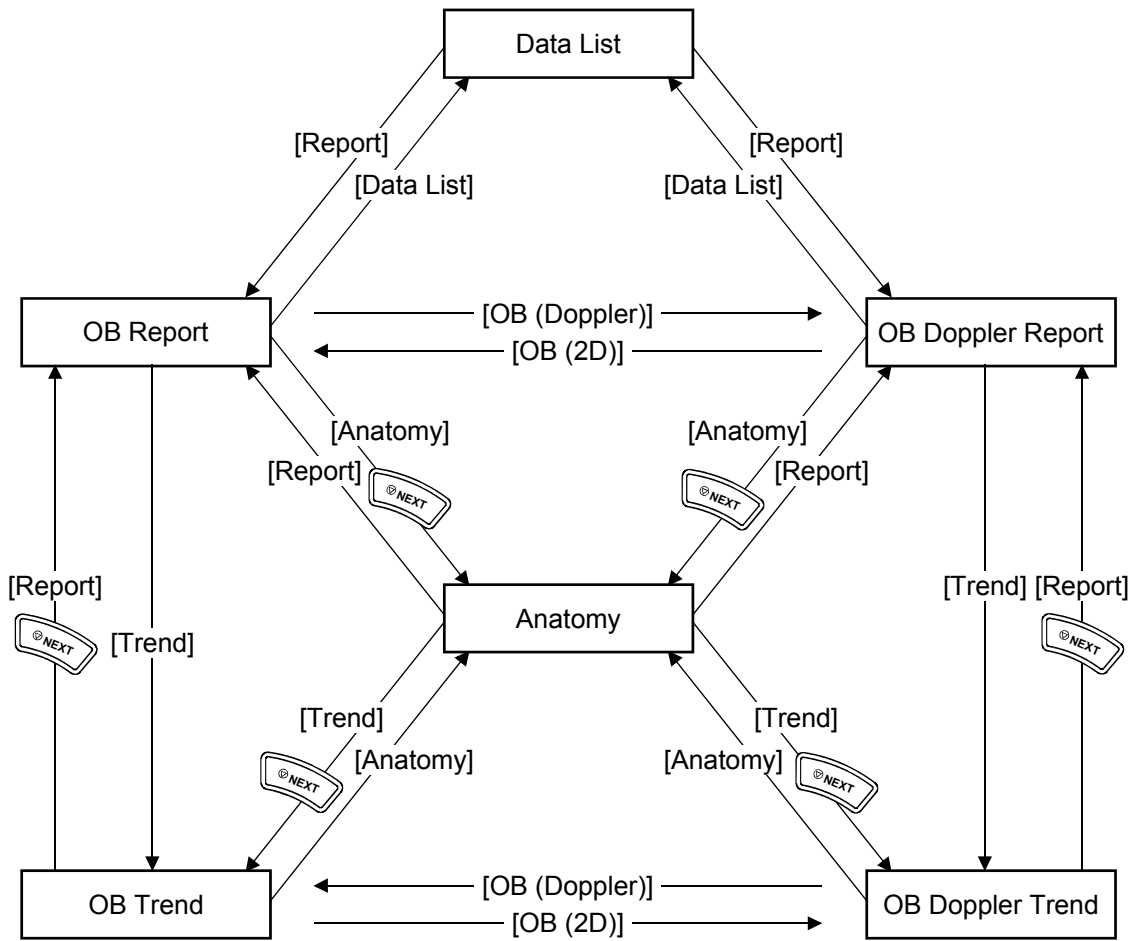 Data List
[Report]
[Report]
[Data List]
[Data List]
OB Report
[OB (Doppler)]
OB Doppler Report
[OB (2D)]
[Anatomy]
[Anatomy]
[Report]
[Report]
NEXT
NEXT
[Report]
Anatomy
[Trend]
[Report]
NEXT
[Trend]
NEXT
[Trend]
[Trend]
[Anatomy]
[Anatomy]
NEXT
NEXT
OB Trend
[OB (Doppler)]
OB Doppler Trend
[OB (2D)]